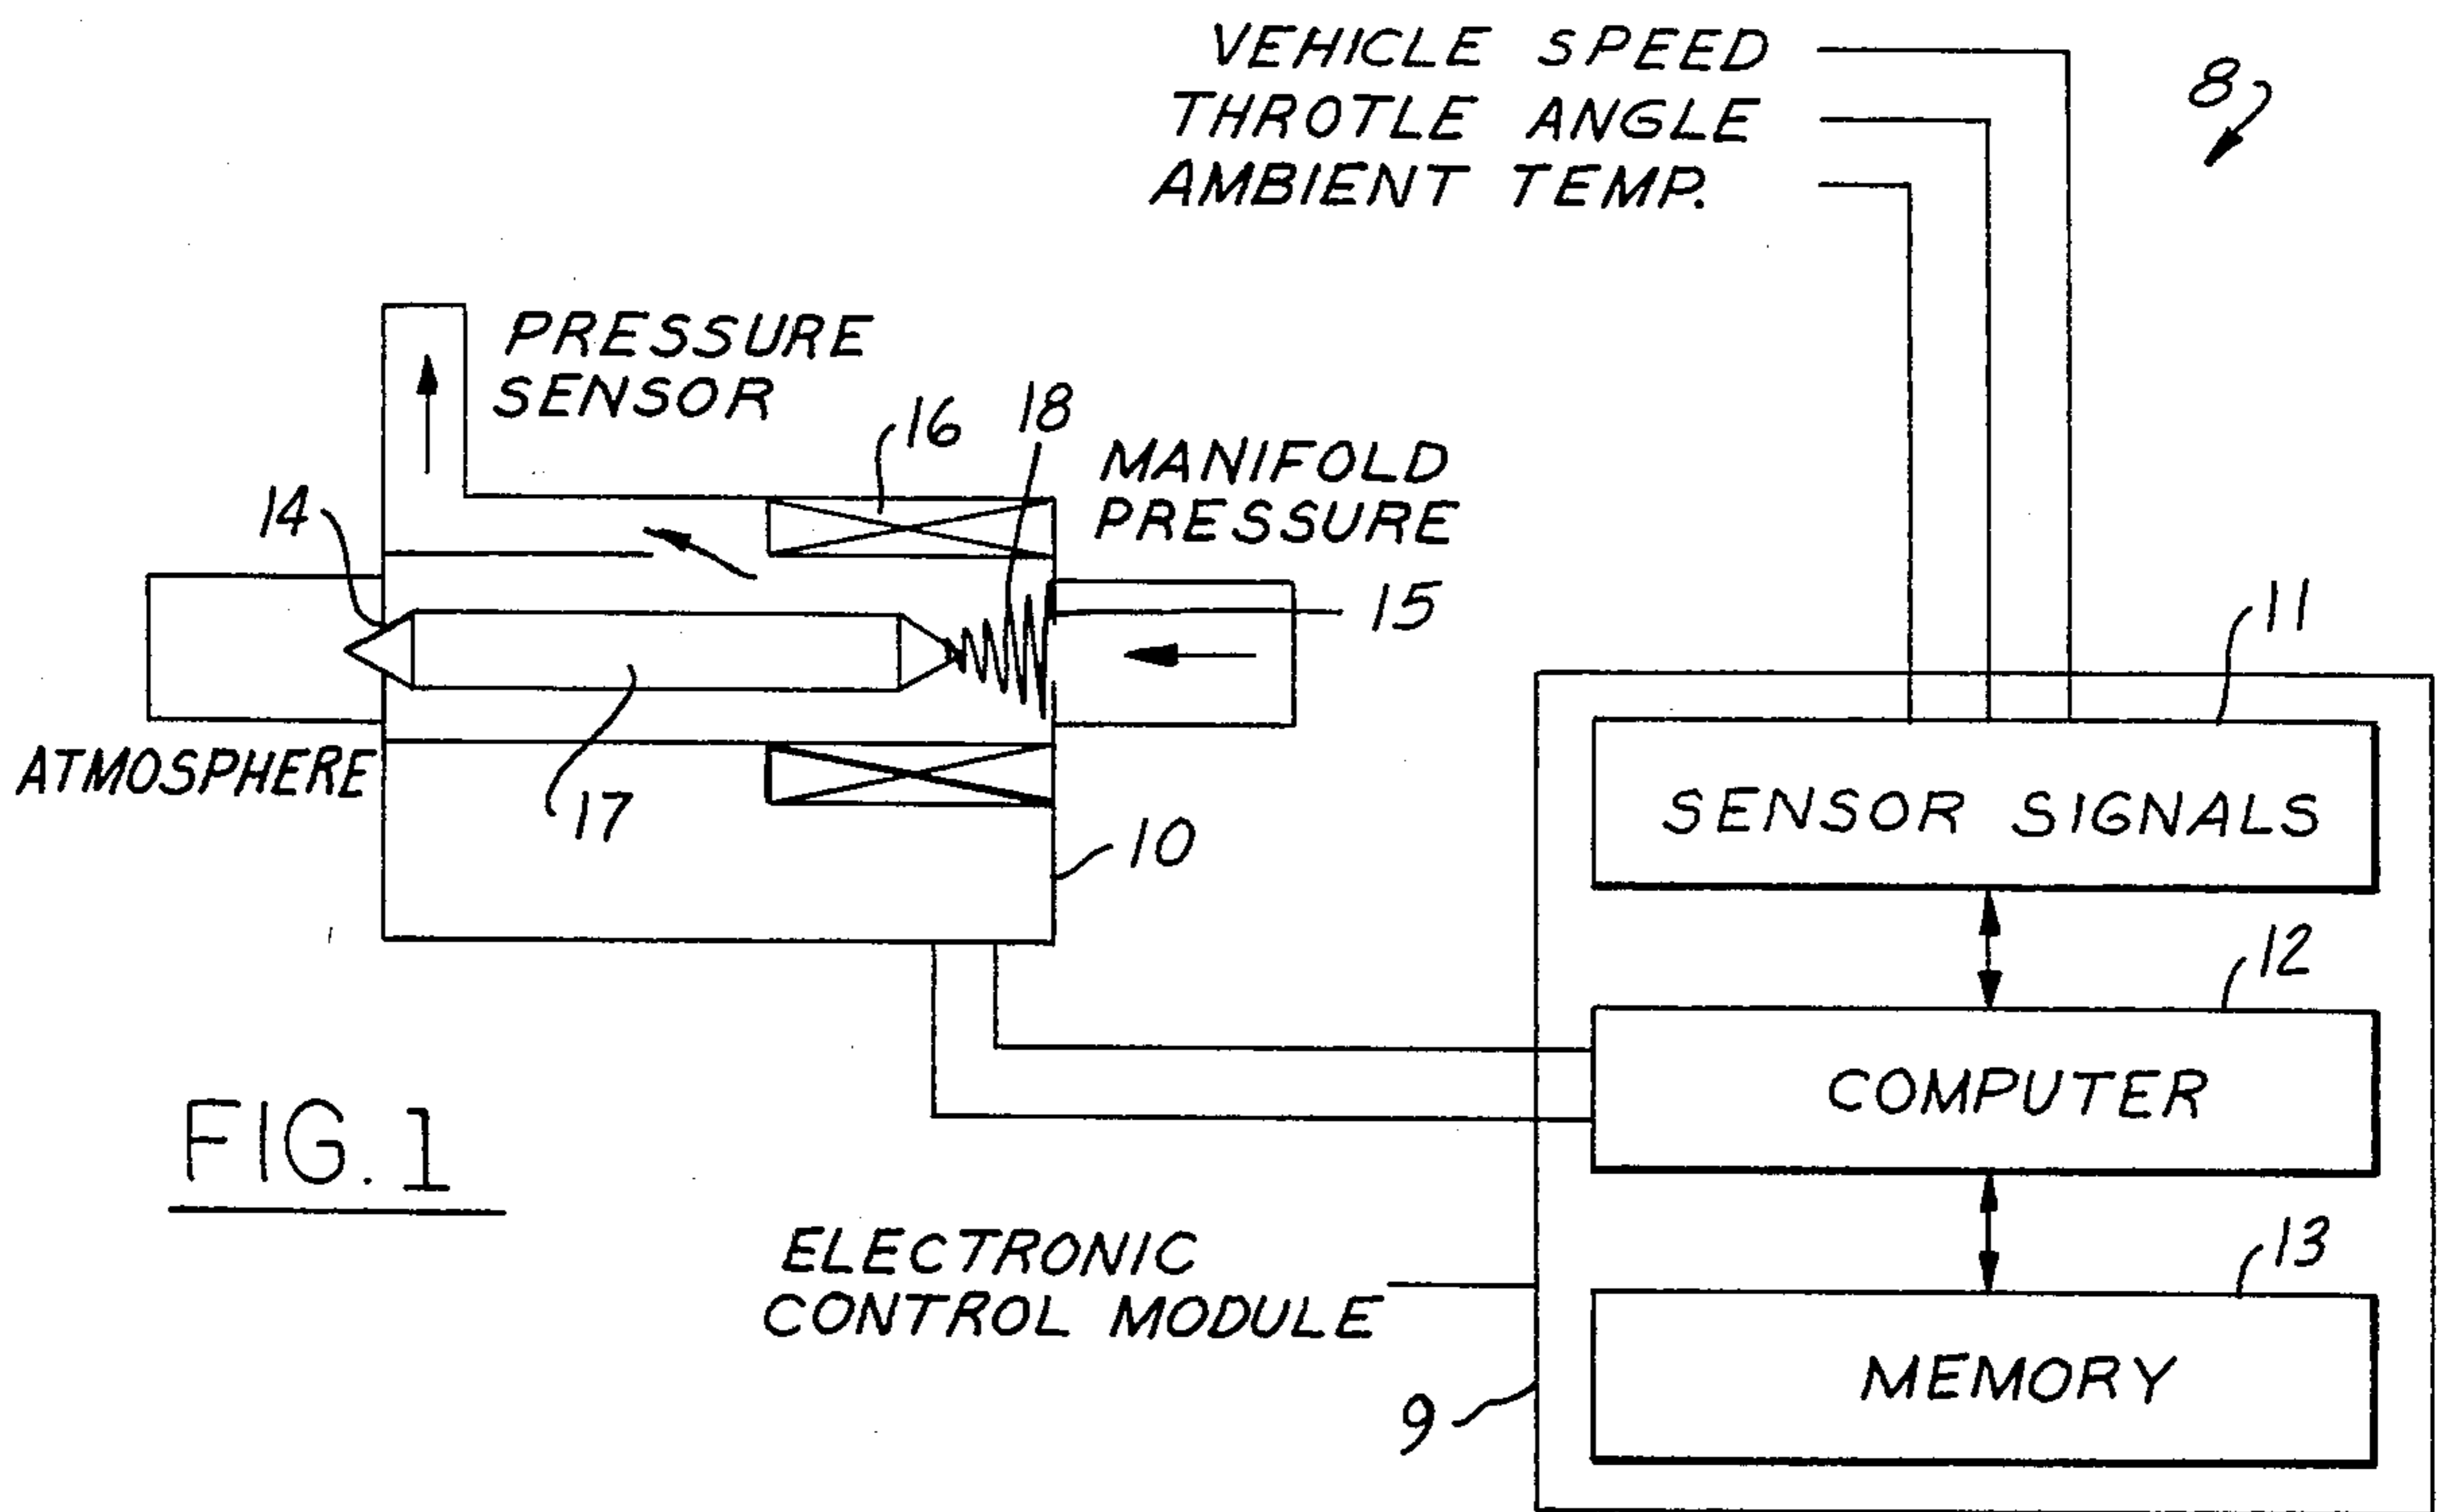 VEHICLE SPEED
THROTLE ANGLE
AMBIENT TEMP.
8
PRESSURE
SENSOR
16
18
MANIFOLD
PRESSURE
14
15
11
ATMOSPHERE
17
10
SENSOR SIGNALS
12
COMPUTER
FIG. 1
ELECTRONIC
CONTROL MODULE
13
9
MEMORY